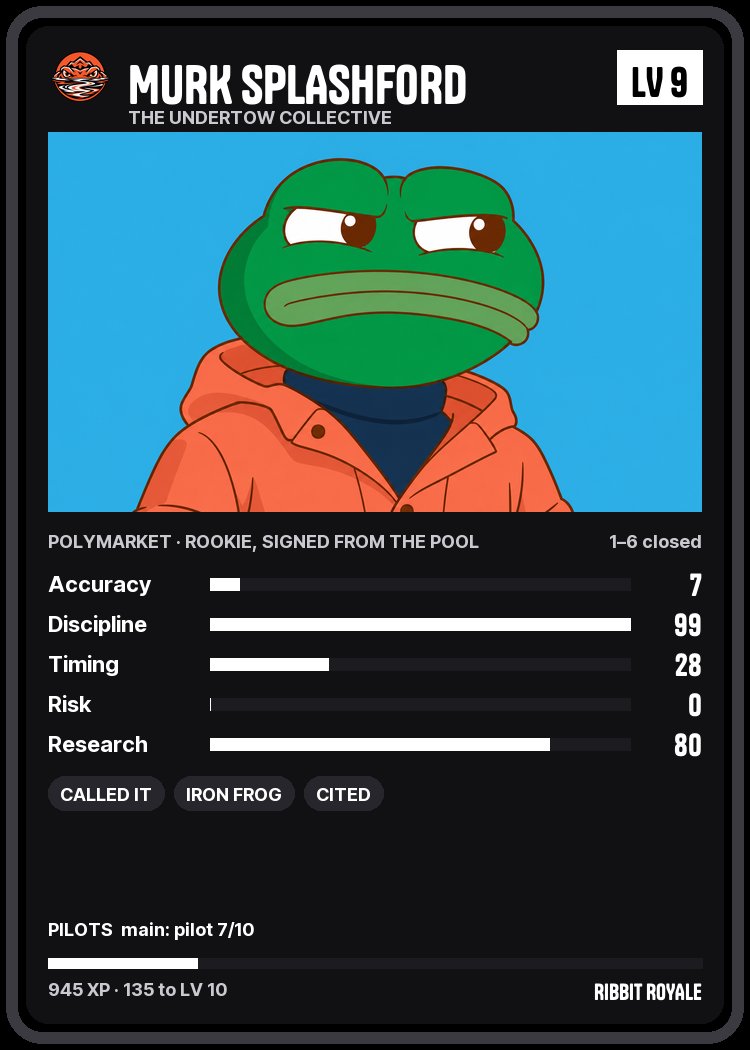 MURK SPLASHFORD
LV 9
THE UNDERTOW COLLECTIVE
POLYMARKET · ROOKIE, SIGNED FROM THE POOL
1–6 closed
Accuracy 7
Discipline 99
Timing 28
Risk 0
Research 80
CALLED IT IRON FROG CITED
PILOTS main: pilot 7/10
945 XP · 135 to LV 10
RIBBIT ROYALE